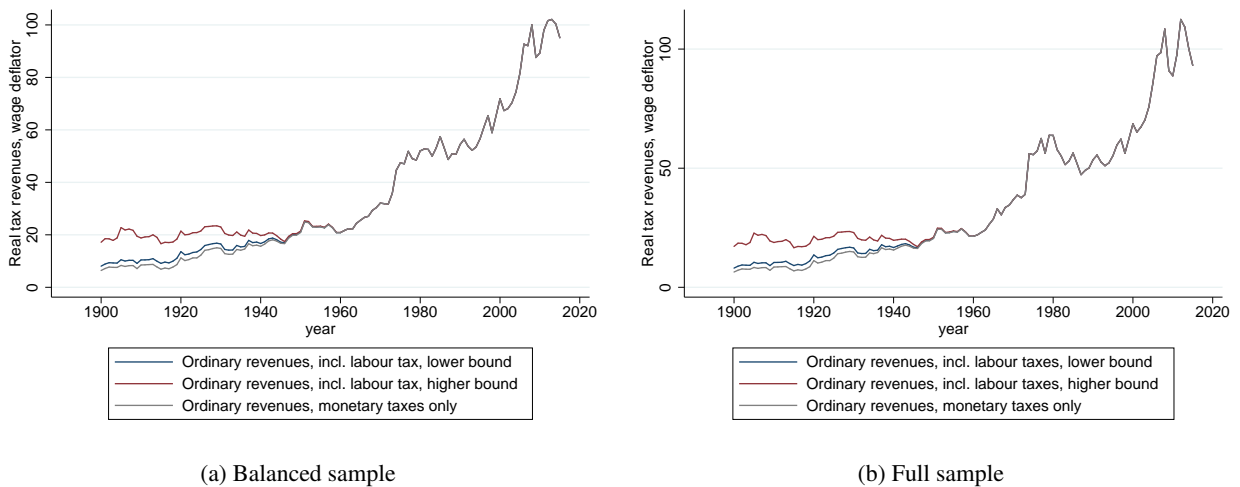 Real tax revenues, wage deflator
0
20
40
60
80
100
1900
1920
1940
1960
1980
2000
2020
year
Ordinary revenues, incl. labour tax, lower bound
Ordinary revenues, incl. labour tax, higher bound
Ordinary revenues, monetary taxes only
(a) Balanced sample
Real tax revenues, wage deflator
0
50
100
1900
1920
1940
1960
1980
2000
2020
year
Ordinary revenues, incl. labour taxes, lower bound
Ordinary revenues, incl. labour taxes, higher bound
Ordinary revenues, monetary taxes only
(b) Full sample